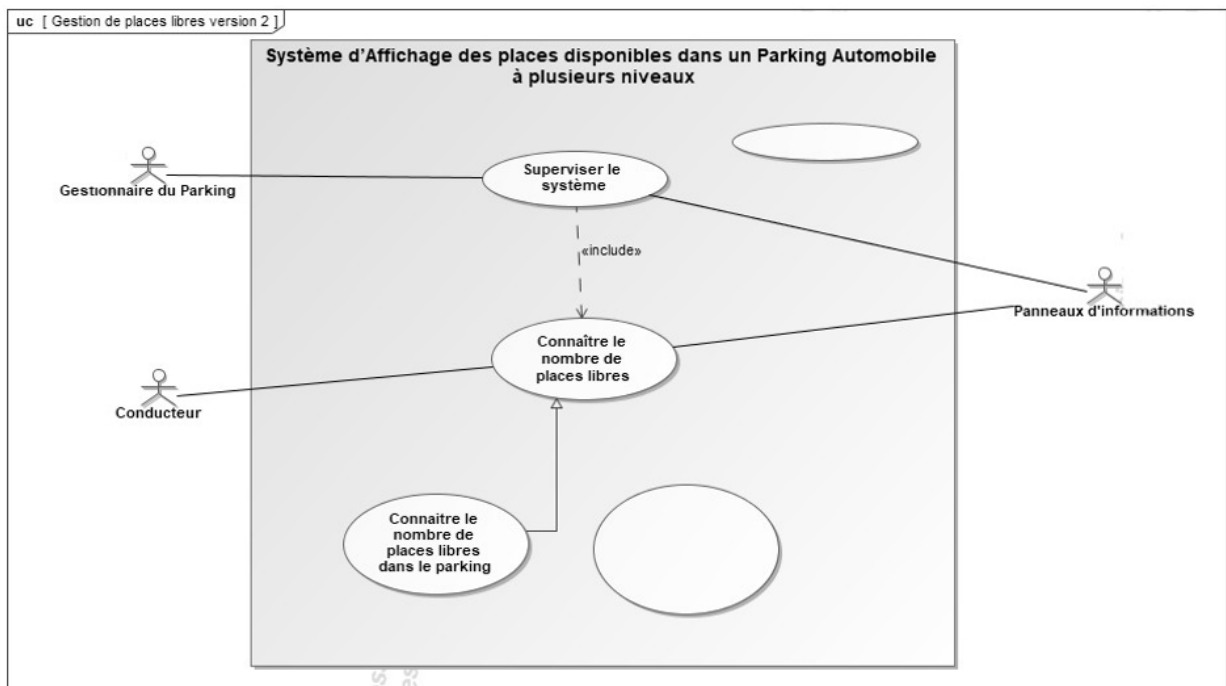 uc [ Gestion de places libres version 2 ]
Système d'Affichage des places disponibles dans un Parking Automobile
à plusieurs niveaux
Superviser le
système
Gestionnaire du Parking
«include»
Panneaux d'informations
Connaître le
nombre de
places libres
Conducteur
Connaitre le
nombre de
places libres
dans le parking